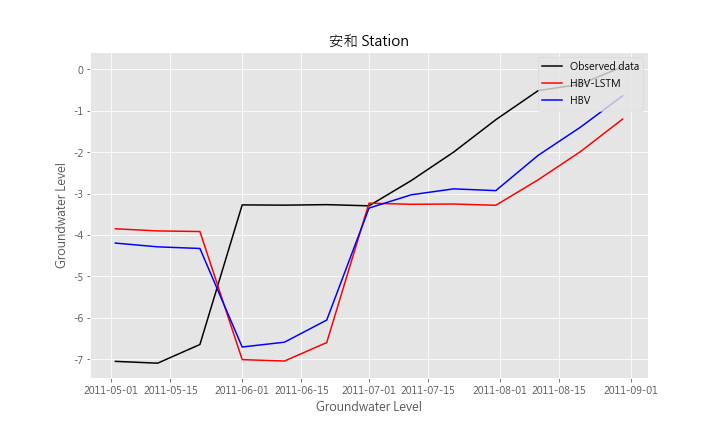 安和 Station
Observed data
HBV-LSTM
HBV
0
-1
-2
-3
-4
-5
-6
-7
Groundwater Level
2011-05-01 2011-05-15 2011-06-01 2011-06-15 2011-07-01 2011-07-15 2011-08-01 2011-08-15 2011-09-01
Groundwater Level